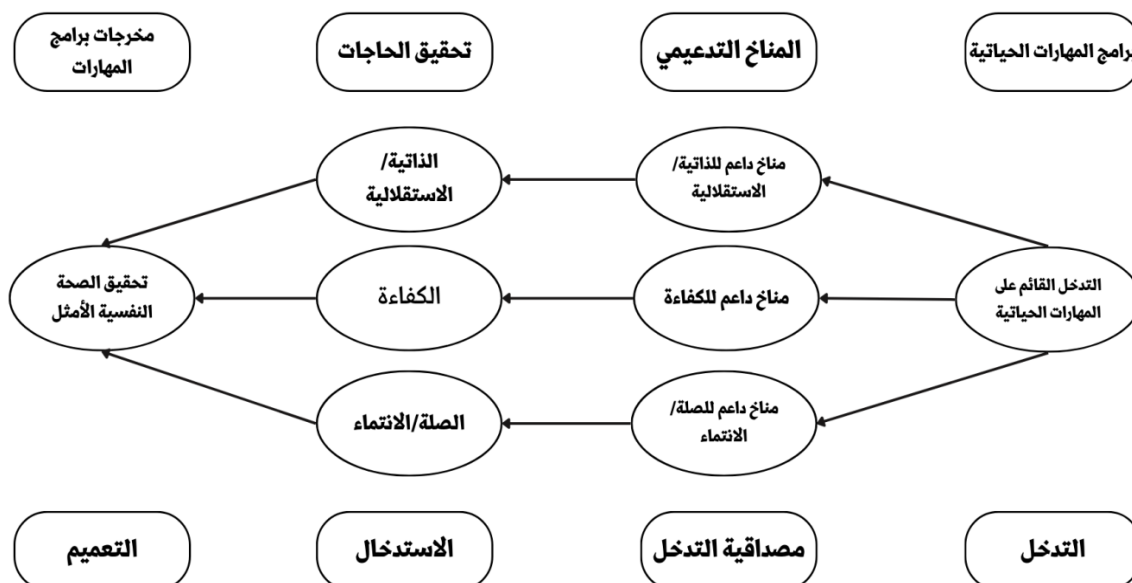 برامج المهارات الحياتية
المناخ التدعيمي
تحقيق الحاجات
مخرجات برامج
المهارات
مناخ داعم للذاتية/
الاستقلالية
الذاتية/
الاستقلالية
التدخل القائم على
المهارات الحياتية
مناخ داعم للكفاءة
الكفاءة
تحقيق الصحة
النفسية الأمثل
مناخ داعم للصلة/
الانتماء
الصلة/الانتماء
التدخل
مصداقية التدخل
الاستدخال
التعميم